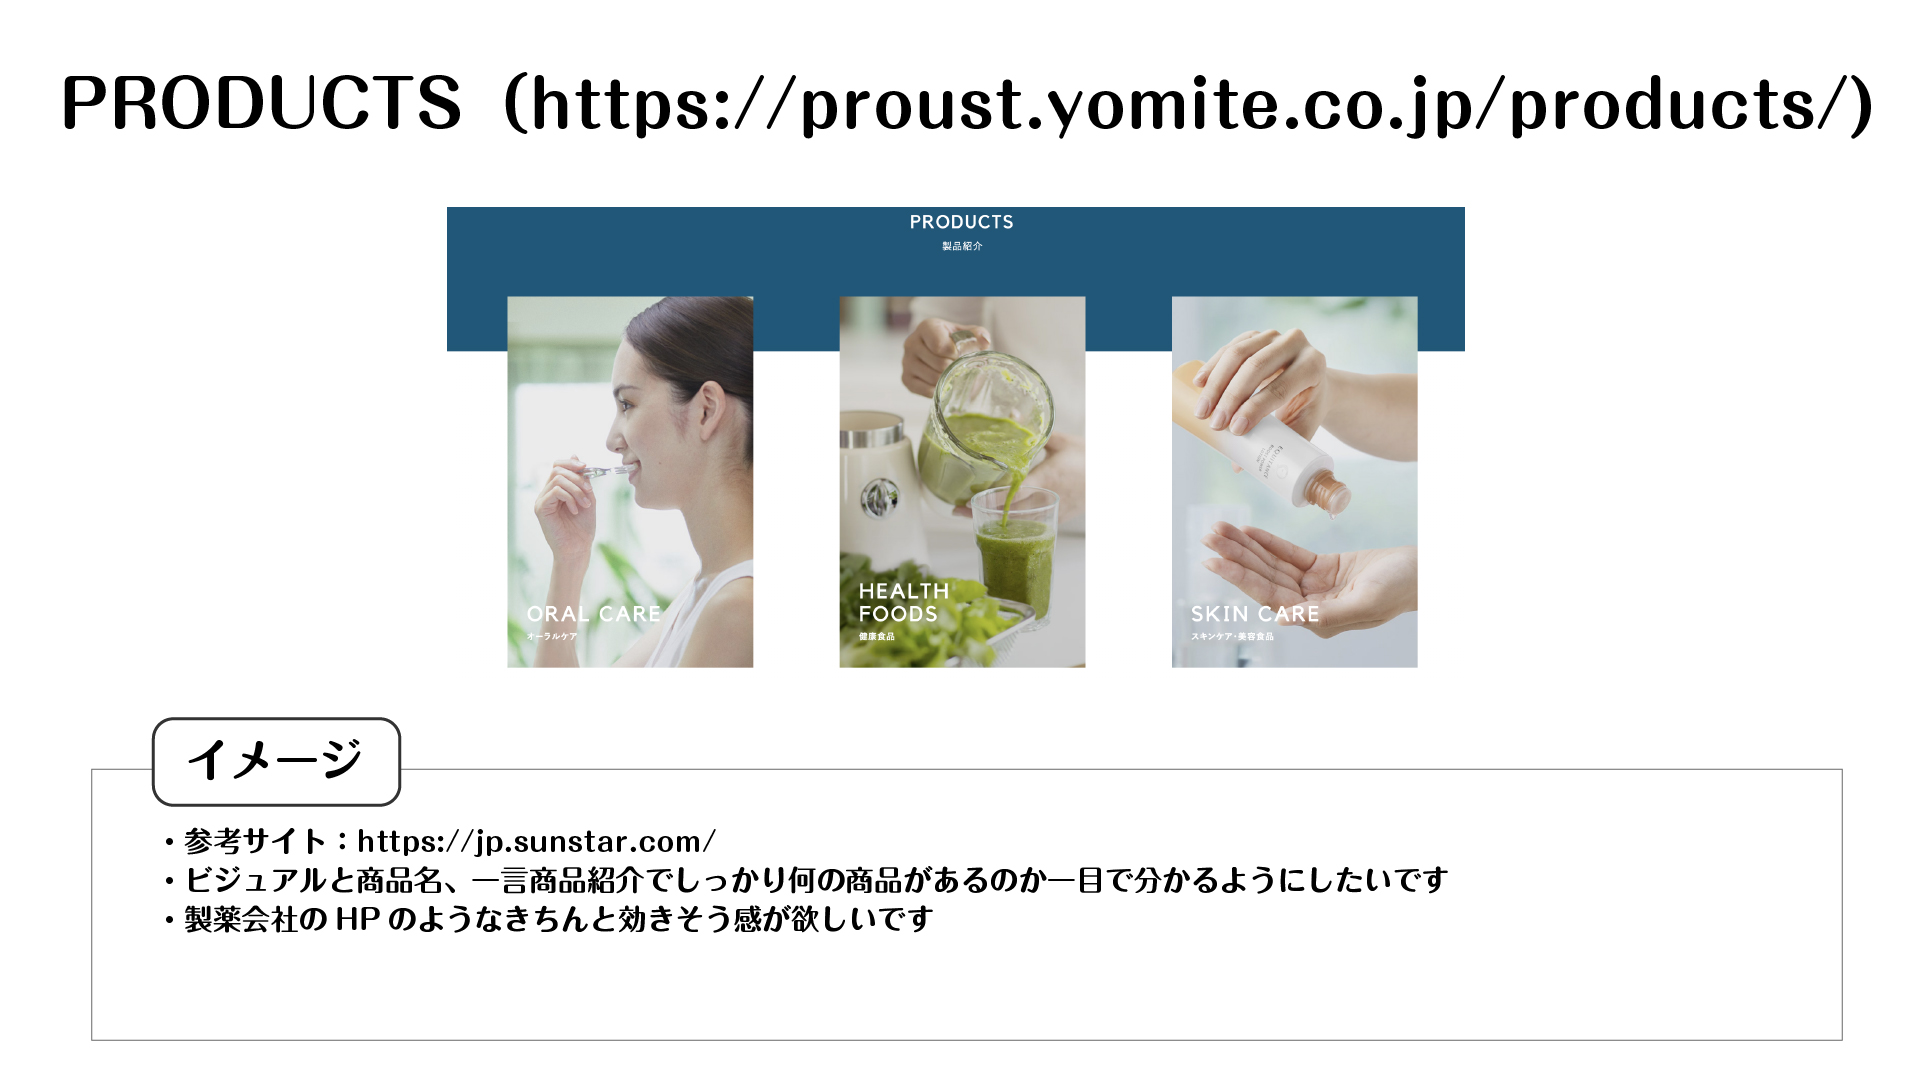 PRODUCTS（https://proust.yomite.co.jp/products/)
PRODUCTS
製品紹介
ORAL CARE
オーラルケア
HEALTH
FOODS
健康食品
SKIN CARE
スキンケア・美容食品
イメージ
・参考サイト：https://jp.sunstar.com/
・ビジュアルと商品名、一言商品紹介でしっかり何の商品があるのか一目で分かるようにしたいです
・製薬会社の HP のようなきちんと効きそう感が欲しいです